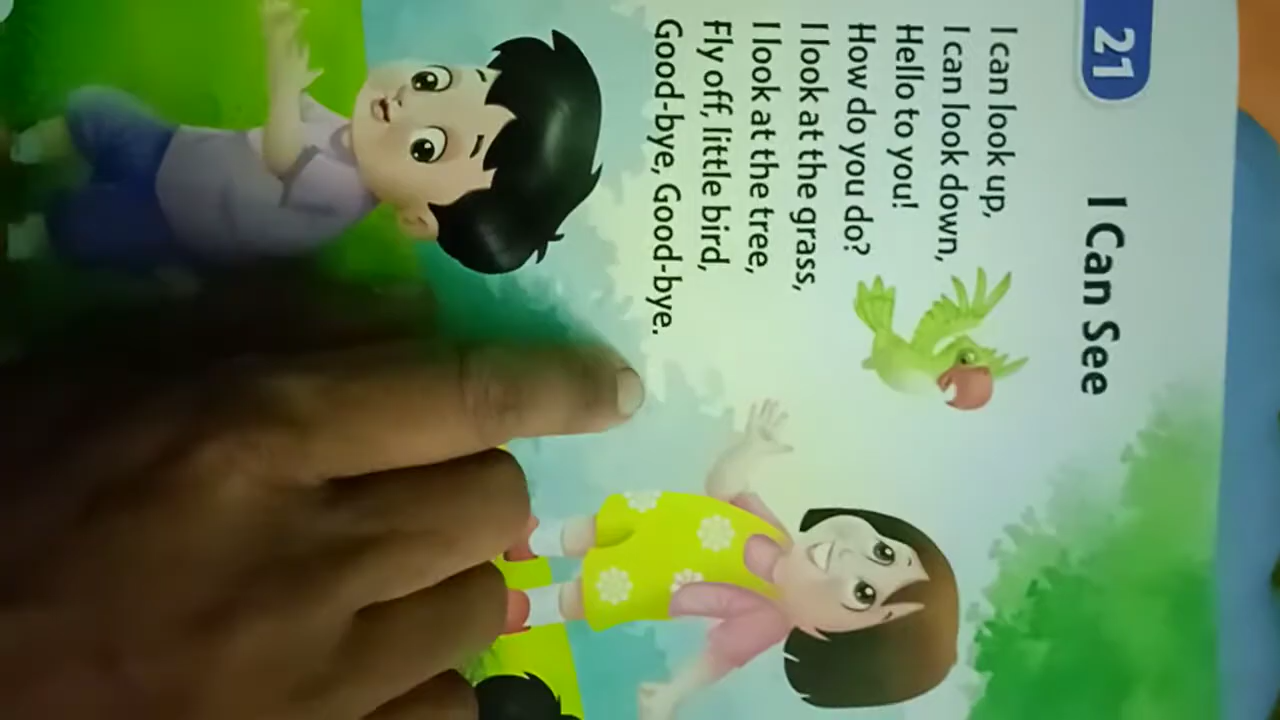 21
I Can See
I can look up,
I can look down,
Hello to you!
How do you do?
I look at the grass,
I look at the tree,
Fly off, little bird,
Good-bye, Good-bye.